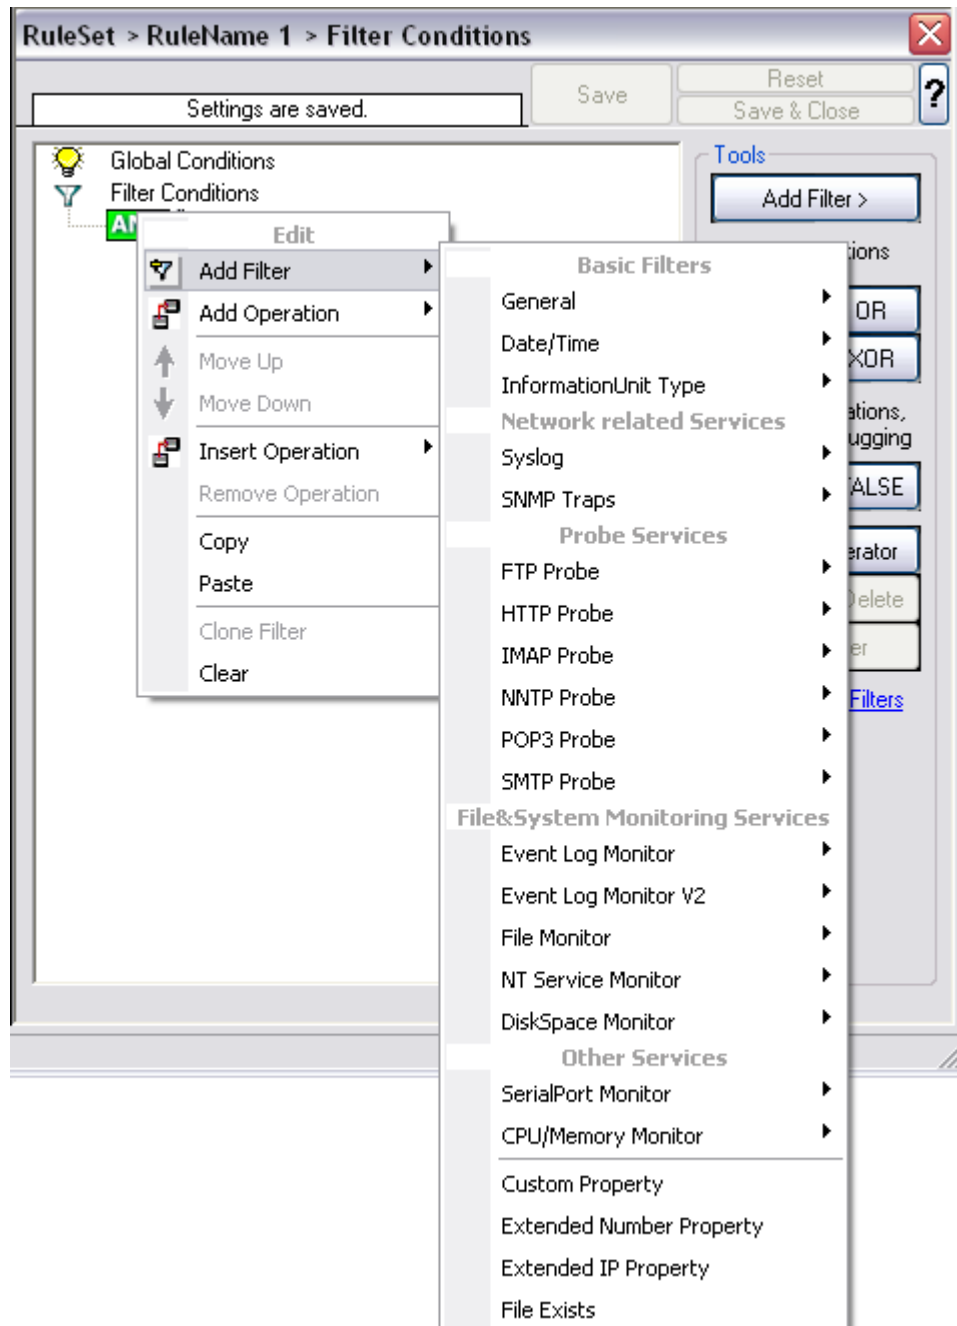 RuleSet > RuleName 1 > Filter Conditions
Save
Reset
Settings are saved.
Save & Close
?
Global Conditions
Filter Conditions
Tools
Add Filter >
Edit
Add Filter
Add Operation
Move Up
Move Down
Insert Operation
Remove Operation
Copy
Paste
Clone Filter
Clear
Basic Filters
General
Date/Time
InformationUnit Type
Network related Services
Syslog
SNMP Traps
Probe Services
FTP Probe
HTTP Probe
IMAP Probe
NNTP Probe
POP3 Probe
SMTP Probe
File&System Monitoring Services
Event Log Monitor
Event Log Monitor V2
File Monitor
NT Service Monitor
DiskSpace Monitor
Other Services
SerialPort Monitor
CPU/Memory Monitor
Custom Property
Extended Number Property
Extended IP Property
File Exists
OR
XOR
Filters